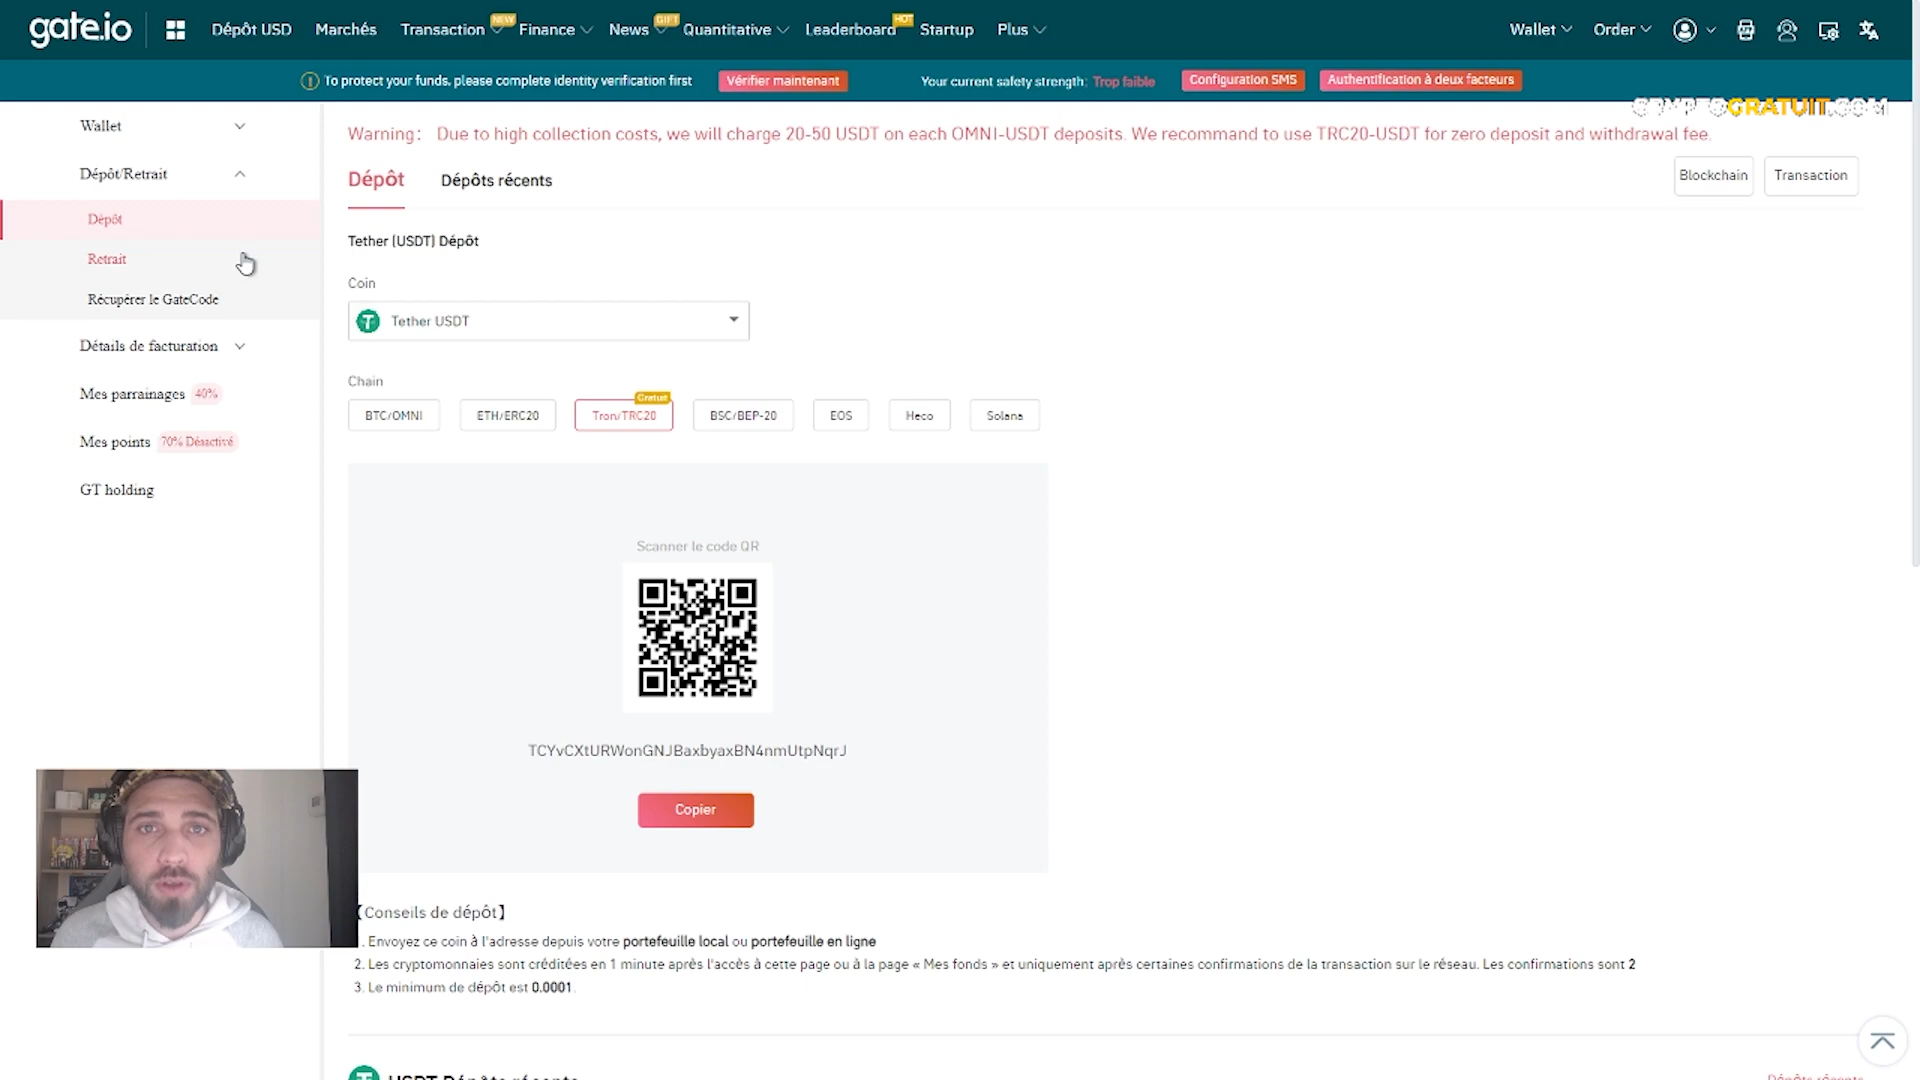 gate.io
Dépôt USD
Marchés
Transaction
NEW
Finance
News
GIFT
Quantitative
Leaderboard
HOT
Startup
Plus
Wallet
Order
To protect your funds, please complete identity verification first
Vérifier maintenant
Your current safety strength: Trop faible
Configuration SMS
Authentification à deux facteurs
CRYPTOGRATUIT.COM
Wallet
Dépôt/Retrait
Dépôt
Retrait
Récupérer le GateCode
Détails de facturation
Mes parrainages 40%
Mes points 70% Désactivé
GT holding
Warning: Due to high collection costs, we will charge 20-50 USDT on each OMNI-USDT deposits. We recommand to use TRC20-USDT for zero deposit and withdrawal fee.
Dépôt
Dépôts récents
Blockchain
Transaction
Tether (USDT) Dépôt
Coin
Tether USDT
Chain
BTC/OMNI
ETH/ERC20
Tron/TRC20
Gratuit
BSC/BEP-20
EOS
Heco
Solana
Scanner le code QR
TCYvCXtURWonGNJBaxbyaxBN4nmUtpNqrJ
Copier
【Conseils de dépôt】
. Envoyez ce coin à l'adresse depuis votre portefeuille local ou portefeuille en ligne
2. Les cryptomonnaies sont créditées en 1 minute après l'accès à cette page ou à la page « Mes fonds » et uniquement après certaines confirmations de la transaction sur le réseau. Les confirmations sont 2
3. Le minimum de dépôt est 0.0001.
USDT Dépôts récents
Dépôts récents